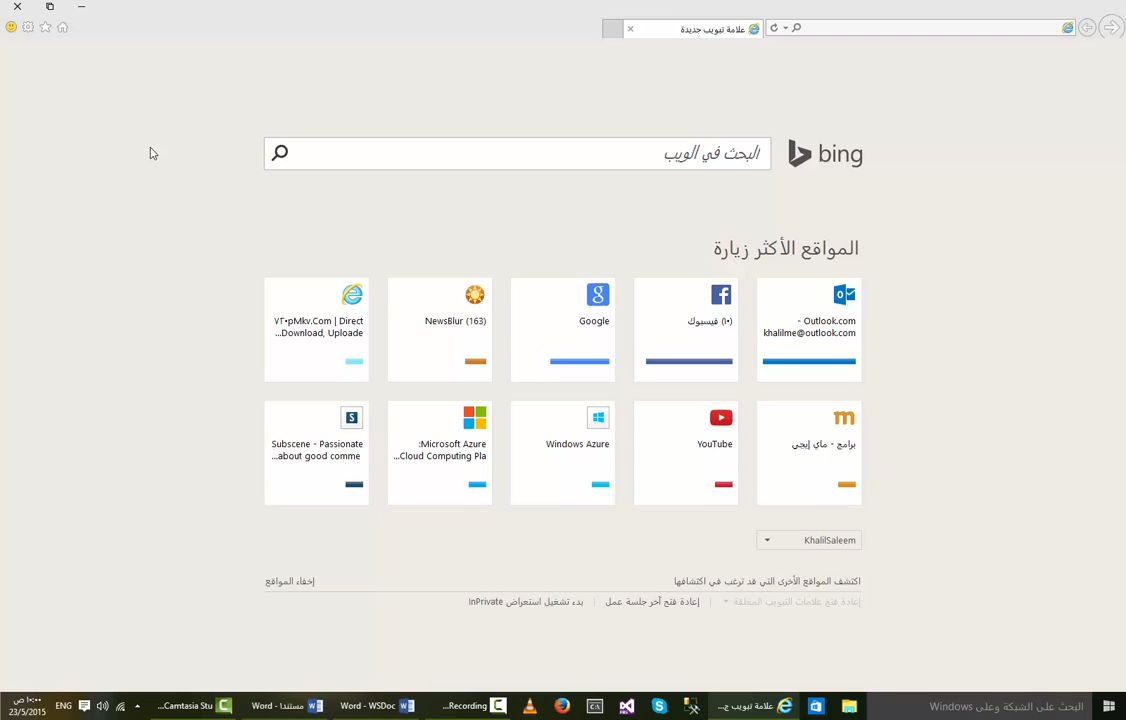 علامة تبويب جديدة
البحث في الويب
bing
المواقع الأكثر زيارة
Outlook.com -
khalilme@outlook.com
(١٠) فيسبوك
Google
NewsBlur (163)
٧٢٠pMkv.Com | Direct
Download, Uploade...
برامج - ماي إيجي
YouTube
Windows Azure
Microsoft Azure:
Cloud Computing Pla...
Subscene - Passionate
about good comme...
KhalilSaleem
اكتشف المواقع الأخرى التي قد ترغب في اكتشافها
إخفاء المواقع
إعادة فتح علامات التبويب المغلقة
إعادة فتح آخر جلسة عمل
بدء تشغيل استعراض InPrivate
البحث على الشبكة وعلى Windows
علامة تبويب ج...
Recording...
Word - WSDoc
مستندا - Word
Camtasia Stu...
ENG
١٠:٠٠ ص
23/5/2015